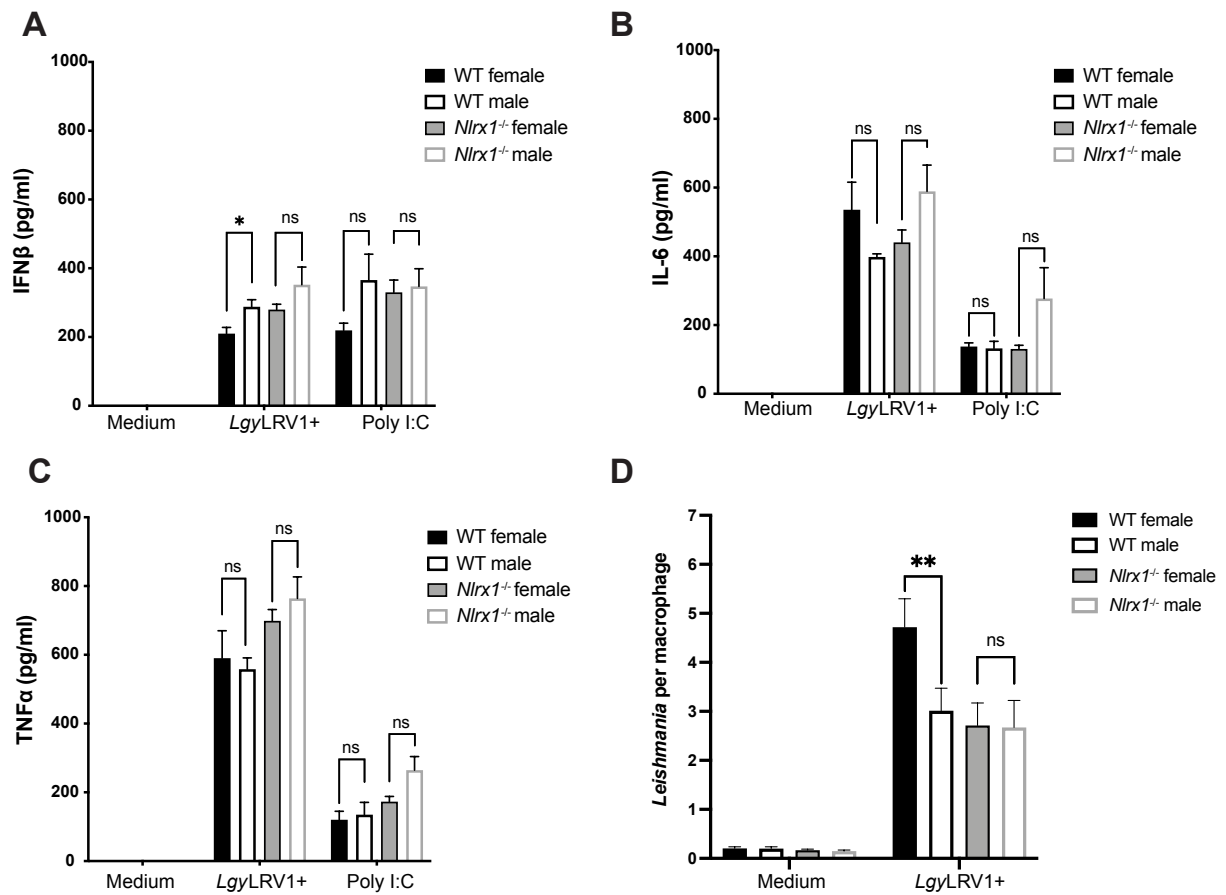 A
IFNβ (pg/ml)
1000
800
600
400
200
0
WT female
WT male
Nlrx1-/- female
Nlrx1-/- male
*
ns
ns
ns
Medium
LgyLRV1+
Poly I:C
B
IL-6 (pg/ml)
1000
800
600
400
200
0
WT female
WT male
Nlrx1-/- female
Nlrx1-/- male
ns
ns
ns
ns
Medium
LgyLRV1+
Poly I:C
C
TNFα (pg/ml)
1000
800
600
400
200
0
WT female
WT male
Nlrx1-/- female
Nlrx1-/- male
ns
ns
ns
ns
Medium
LgyLRV1+
Poly I:C
D
Leishmania per macrophage
7
6
5
4
3
2
1
0
WT female
WT male
Nlrx1-/- female
Nlrx1-/- male
**
ns
Medium
LgyLRV1+